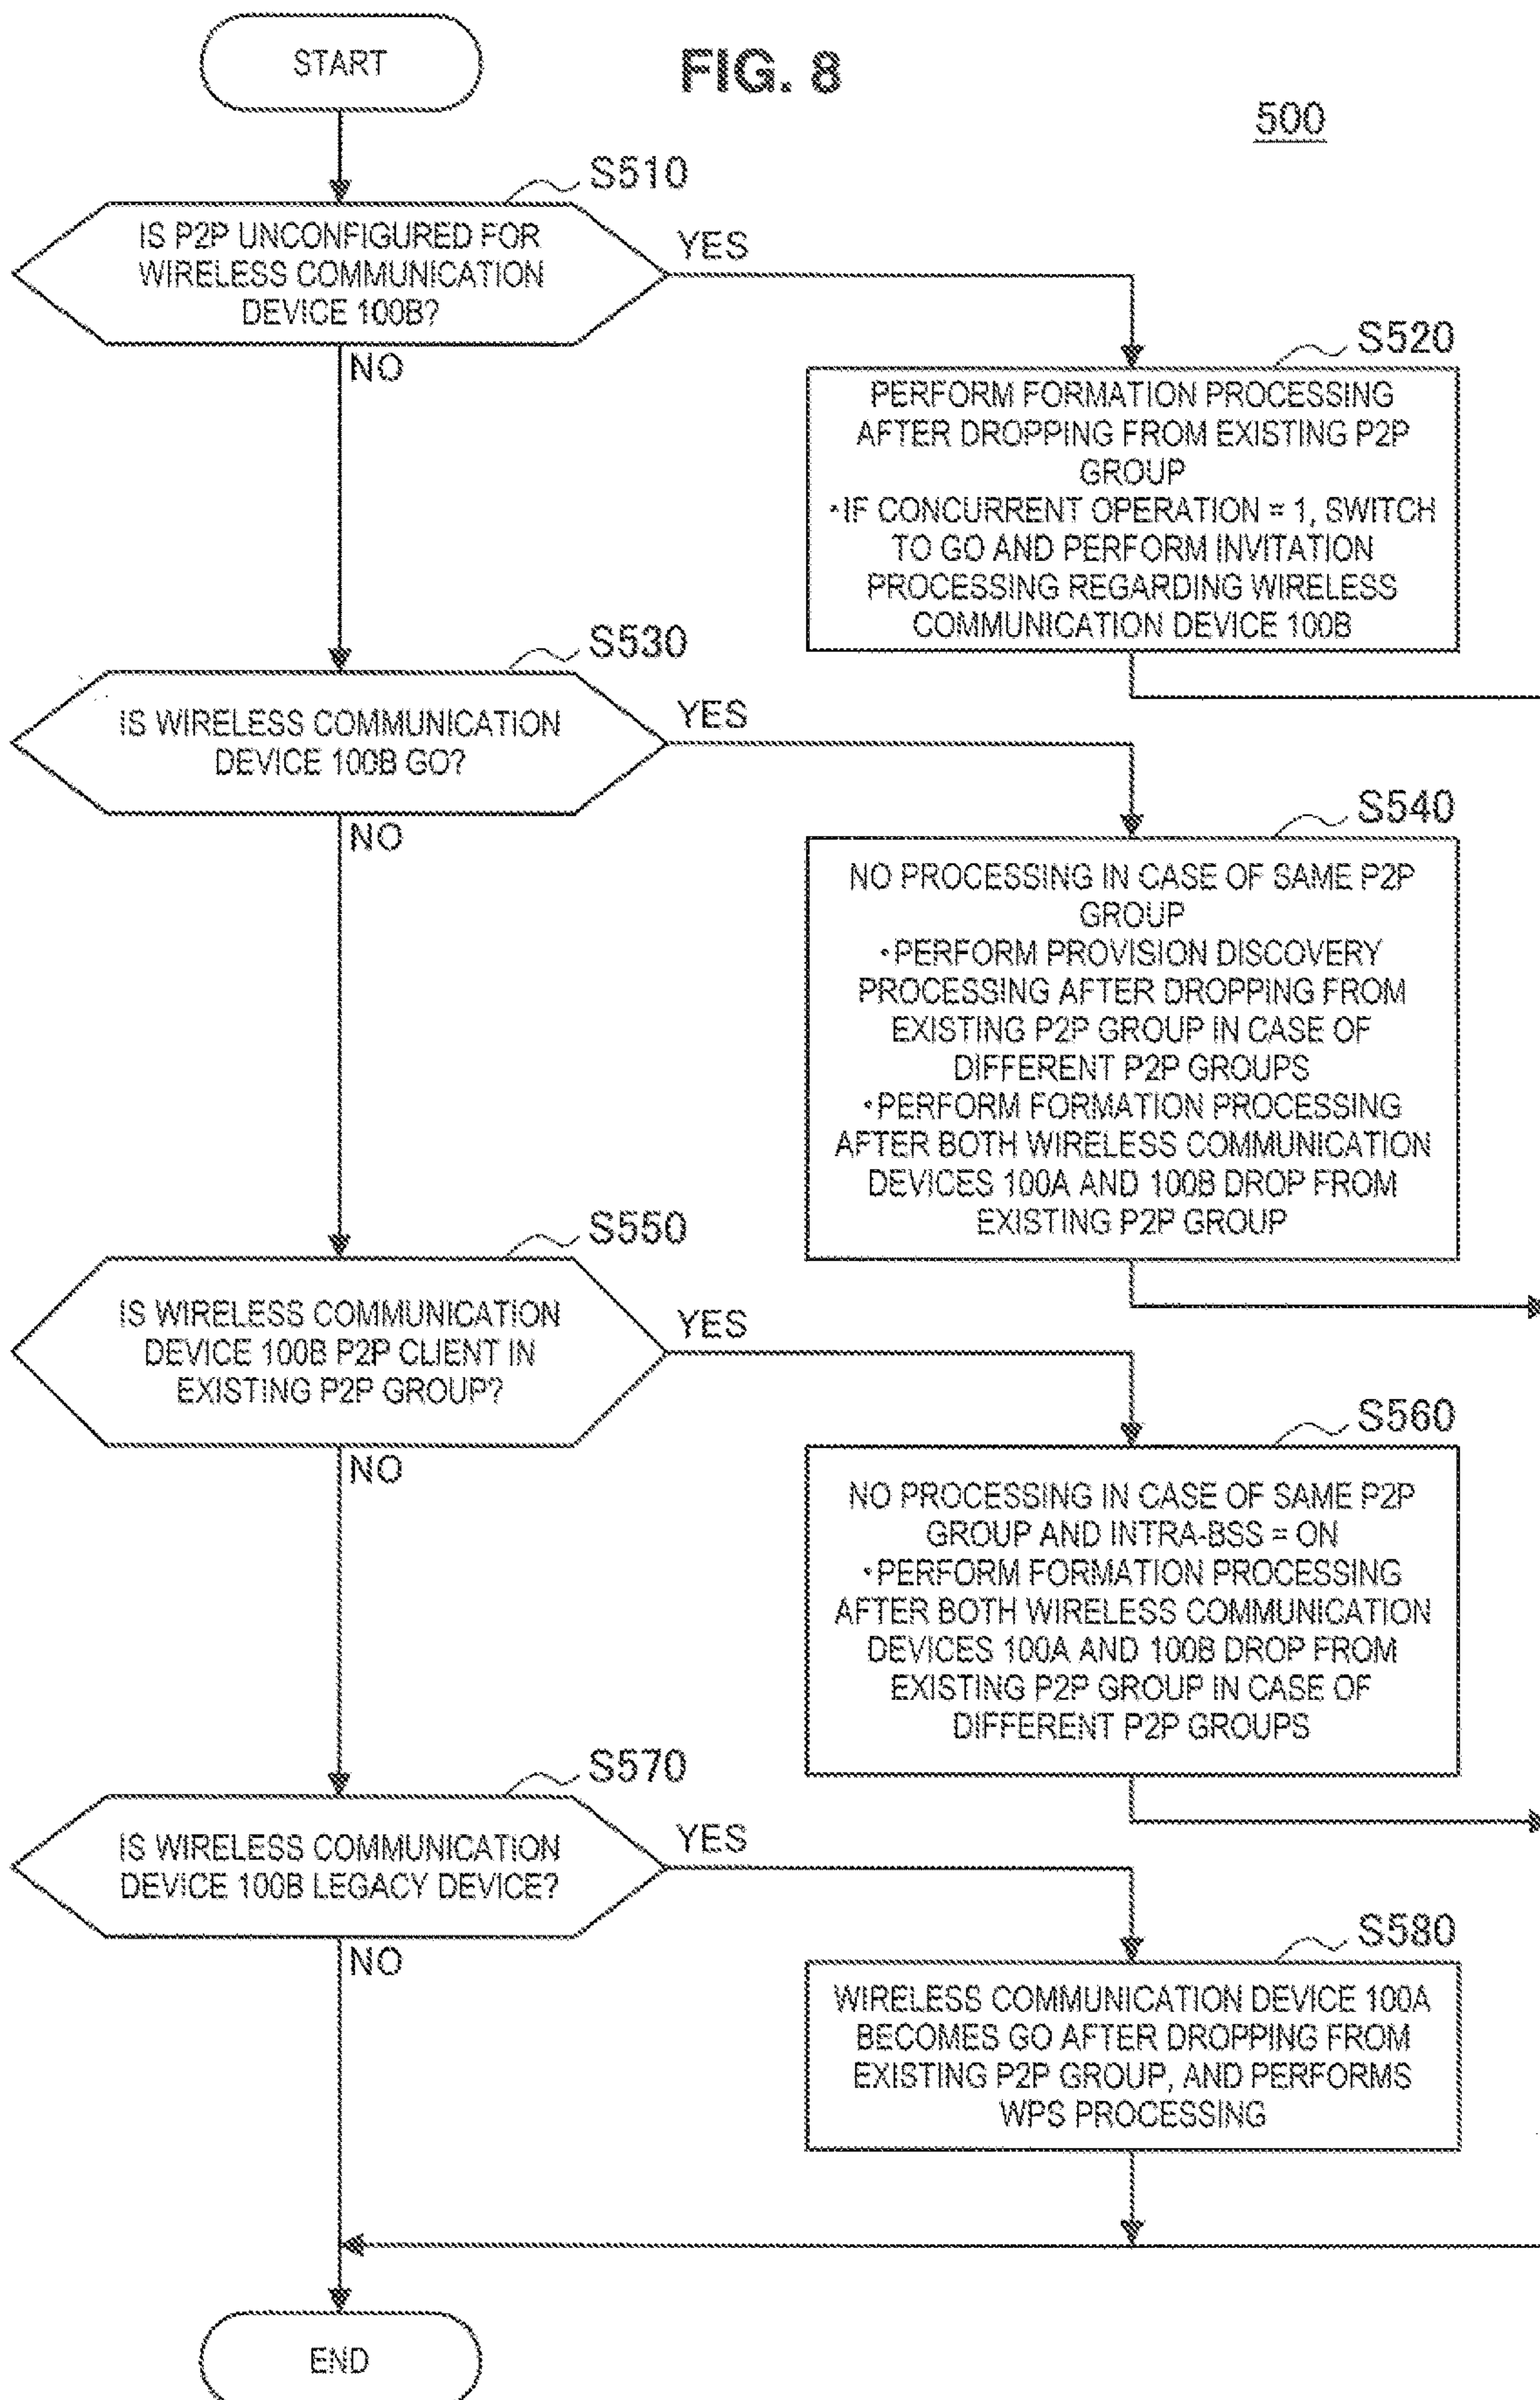 START
FIG. 8
500
S510
IS P2P UNCONFIGURED FOR
WIRELESS COMMUNICATION
DEVICE 100B?
YES
NO
S520
PERFORM FORMATION PROCESSING
AFTER DROPPING FROM EXISTING P2P
GROUP
・IF CONCURRENT OPERATION = 1, SWITCH
TO GO AND PERFORM INVITATION
PROCESSING REGARDING WIRELESS
COMMUNICATION DEVICE 100B
S530
IS WIRELESS COMMUNICATION
DEVICE 100B GO?
YES
NO
S540
NO PROCESSING IN CASE OF SAME P2P
GROUP
・PERFORM PROVISION DISCOVERY
PROCESSING AFTER DROPPING FROM
EXISTING P2P GROUP IN CASE OF
DIFFERENT P2P GROUPS
・PERFORM FORMATION PROCESSING
AFTER BOTH WIRELESS COMMUNICATION
DEVICES 100A AND 100B DROP FROM
EXISTING P2P GROUP
S550
IS WIRELESS COMMUNICATION
DEVICE 100B P2P CLIENT IN
EXISTING P2P GROUP?
YES
NO
S560
NO PROCESSING IN CASE OF SAME P2P
GROUP AND INTRA-BSS = ON
・PERFORM FORMATION PROCESSING
AFTER BOTH WIRELESS COMMUNICATION
DEVICES 100A AND 100B DROP FROM
EXISTING P2P GROUP IN CASE OF
DIFFERENT P2P GROUPS
S570
IS WIRELESS COMMUNICATION
DEVICE 100B LEGACY DEVICE?
YES
NO
S580
WIRELESS COMMUNICATION DEVICE 100A
BECOMES GO AFTER DROPPING FROM
EXISTING P2P GROUP, AND PERFORMS
WPS PROCESSING
END